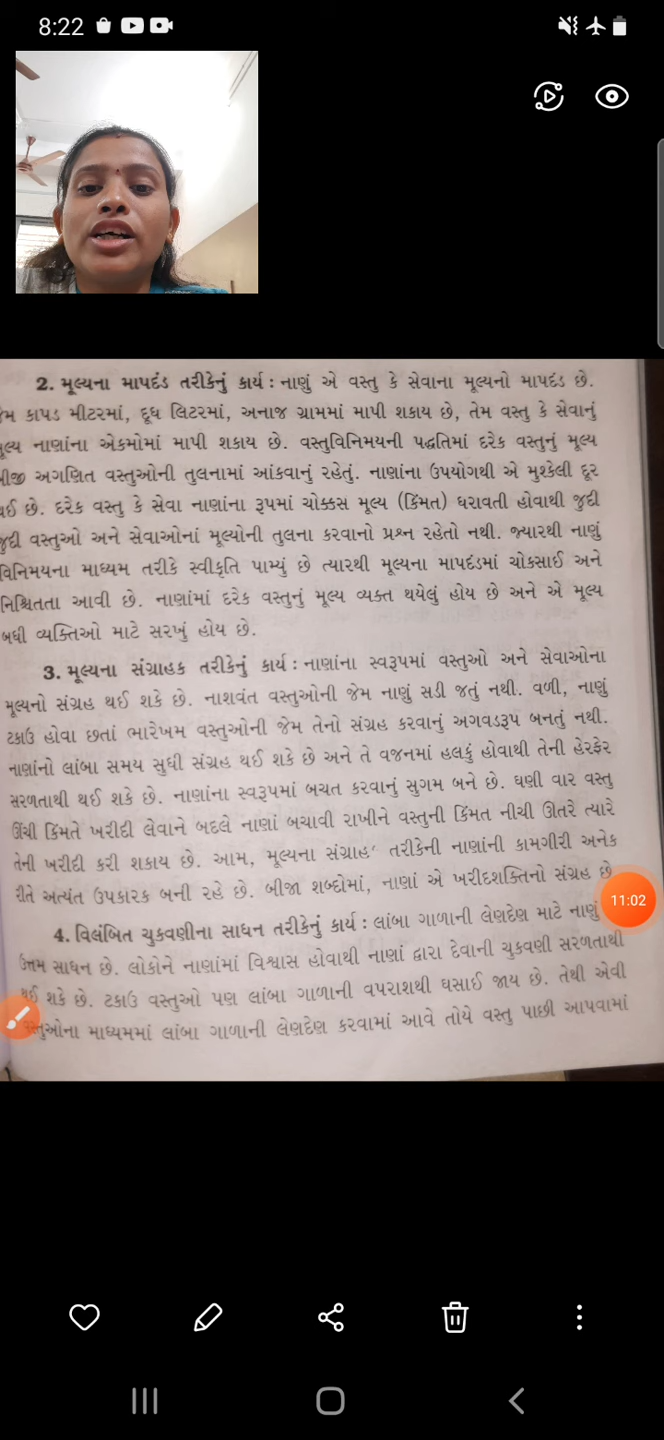 8:22
2. મૂલ્યના માપદંડ તરીકેનું કાર્ય : નાણું એ વસ્તુ કે સેવાના મૂલ્યનો માપદંડ છે.
કાપડ મીટરમાં, દૂધ લિટરમાં, અનાજ ગ્રામમાં માપી શકાય છે, તેમ વસ્તુ કે સેવાનું
નાણાંના એકમોમાં માપી શકાય છે. વસ્તુવિનિમયની પદ્ધતિમાં દરેક વસ્તુનું મૂલ્ય
અગણિત વસ્તુઓની તુલનામાં આંકવાનું રહેતું. નાણાંના ઉપયોગથી એ મુશ્કેલી દૂર
છે. દરેક વસ્તુ કે સેવા નાણાંના રૂપમાં ચોક્કસ મૂલ્ય (કિંમત) ધરાવતી હોવાથી જુદી
વસ્તુઓ અને સેવાઓનાં મૂલ્યોની તુલના કરવાનો પ્રશ્ન રહેતો નથી. જ્યારથી નાણું
વિનિમયના માધ્યમ તરીકે સ્વીકૃતિ પામ્યું છે ત્યારથી મૂલ્યના માપદંડમાં ચોકસાઈ અને
નિશ્ચિતતા આવી છે. નાણાંમાં દરેક વસ્તુનું મૂલ્ય વ્યક્ત થયેલું હોય છે અને એ મૂલ્ય
બધી વ્યક્તિઓ માટે સરખું હોય છે.
3. મૂલ્યના સંગ્રાહક તરીકેનું કાર્ય : નાણાંના સ્વરૂપમાં વસ્તુઓ અને સેવાઓના
મૂલ્યનો સંગ્રહ થઈ શકે છે. નાશવંત વસ્તુઓની જેમ નાણું સડી જતું નથી. વળી, નાણું
ટકાઉ હોવા છતાં ભારેખમ વસ્તુઓની જેમ તેનો સંગ્રહ કરવાનું અગવડરૂપ બનતું નથી.
નાણાંનો લાંબા સમય સુધી સંગ્રહ થઈ શકે છે અને તે વજનમાં હલકું હોવાથી તેની હેરફેર
સરળતાથી થઈ શકે છે. નાણાંના સ્વરૂપમાં બચત કરવાનું સુગમ બને છે. ઘણી વાર વસ્તુ
ઊંચી કિંમતે ખરીદી લેવાને બદલે નાણાં બચાવી રાખીને વસ્તુની કિંમત નીચી ઊતરે ત્યારે
તેની ખરીદી કરી શકાય છે. આમ, મૂલ્યના સંગ્રાહ' તરીકેની નાણાંની કામગીરી અનેક
રીતે અત્યંત ઉપકારક બની રહે છે. બીજા શબ્દોમાં, નાણાં એ ખરીદશક્તિનો સંગ્રહ છે
11:02
4. વિલંબિત ચુકવણીના સાધન તરીકેનું કાર્ય : લાંબા ગાળાની લેણદેણ માટે નાણું
ઉત્તમ સાધન છે. લોકોને નાણાંમાં વિશ્વાસ હોવાથી નાણાં દ્વારા દેવાની ચુકવણી સરળતાથી
થઈ શકે છે. ટકાઉ વસ્તુઓ પણ લાંબા ગાળાની વપરાશથી ઘસાઈ જાય છે. તેથી એવી
માધ્યમમાં લાંબા ગાળાની લેણદેણ કરવામાં આવે તોયે વસ્તુ પાછી આપવામાં